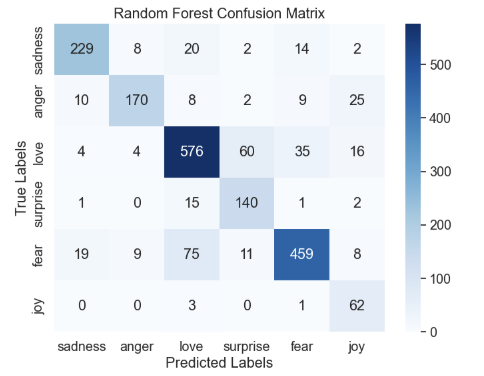 Random Forest Confusion Matrix
True Labels
sadness 229 8 20 2 14 2
anger 10 170 8 2 9 25
love 4 4 576 60 35 16
surprise 1 0 15 140 1 2
fear 19 9 75 11 459 8
joy 0 0 3 0 1 62
sadness anger love surprise fear joy
Predicted Labels
500
400
300
200
100
0